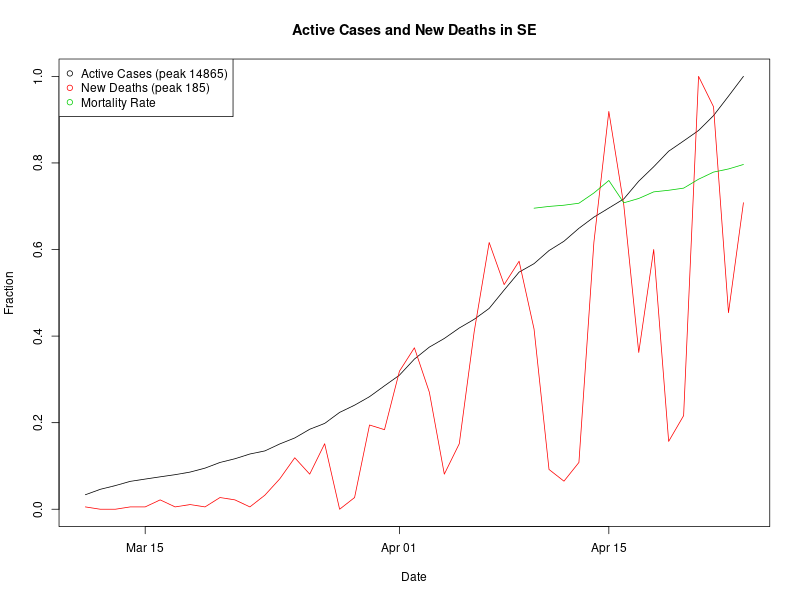 Active Cases and New Deaths in SE
Active Cases (peak 14865)
New Deaths (peak 185)
Mortality Rate
Fraction
1.0
0.8
0.6
0.4
0.2
0.0
Mar 15
Apr 01
Apr 15
Date